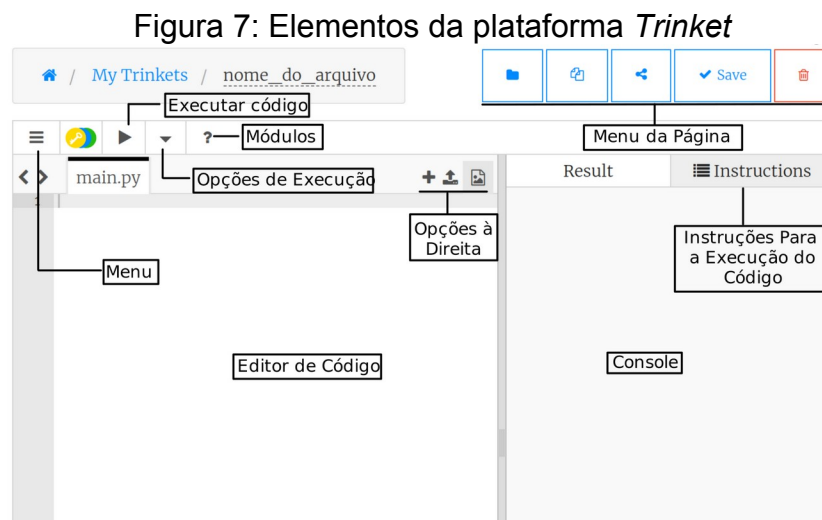 Figura 7: Elementos da plataforma Trinket
/ My Trinkets / nome_do_arquivo
Save
Executar código
? Módulos
Menu da Página
main.py
Opções de Execução
Result
Instructions
1
Opções à
Direita
Instruções Para
a Execução do
Código
Menu
Editor de Código
Console